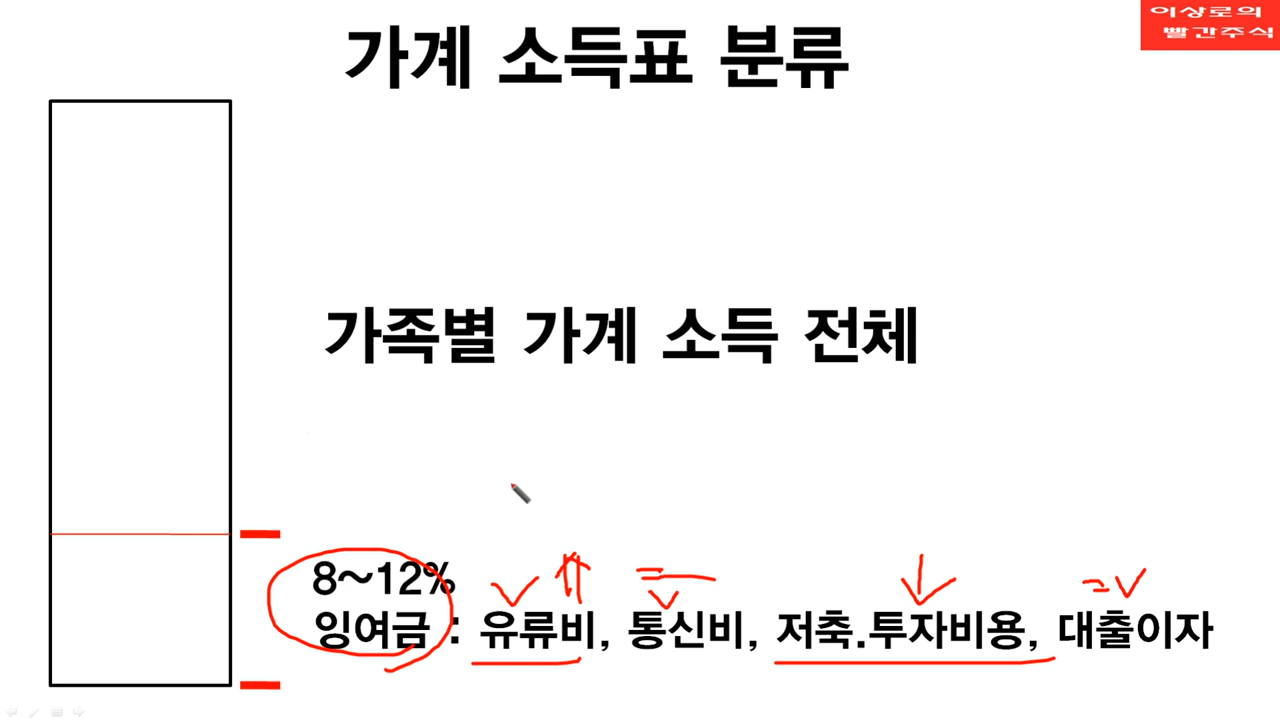 이상로의
빨간주식
가계 소득표 분류
가족별 가계 소득 전체
8~12%
잉여금 : 유류비, 통신비, 저축.투자비용, 대출이자